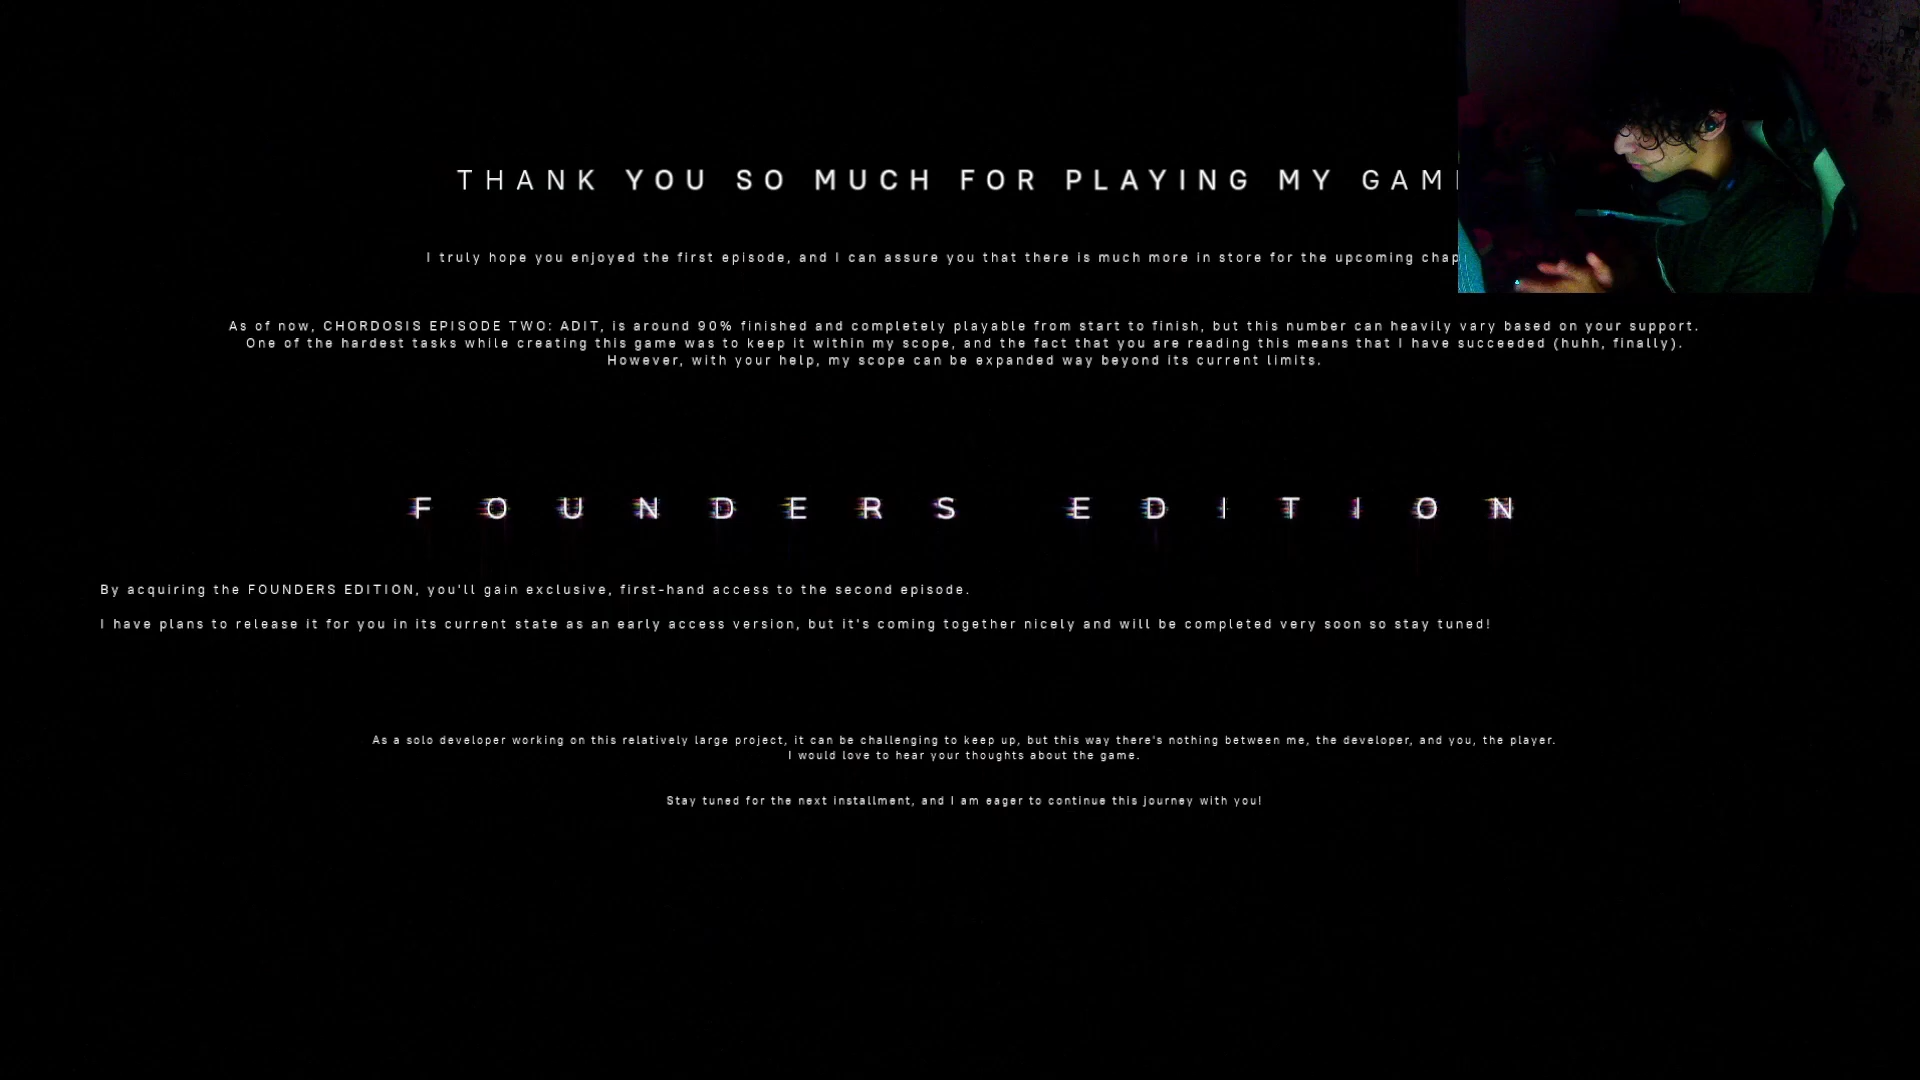 THANK YOU SO MUCH FOR PLAYING MY
I truly hope you enjoyed the first episode, and I can assure you that there is much more in store for the upcoming
As of now, CHORDOSIS EPISODE TWO: ADIT, is around 90% finished and completely playable from start to finish, but this number can heavily vary based on your support.
One of the hardest tasks while creating this game was to keep it within my scope, and the fact that you are reading this means that I have succeeded (huhh, finally).
However, with your help, my scope can be expanded way beyond its current limits.
FOUNDERS EDITION
By acquiring the FOUNDERS EDITION, you'll gain exclusive, first-hand access to the second episode.
I have plans to release it for you in its current state as an early access version, but it's coming together nicely and will be completed very soon so stay tuned!
As a solo developer working on this relatively large project, it can be challenging to keep up, but this way there's nothing between me, the developer, and you, the player.
I would love to hear your thoughts about the game.
Stay tuned for the next installment, and I am eager to continue this journey with you!